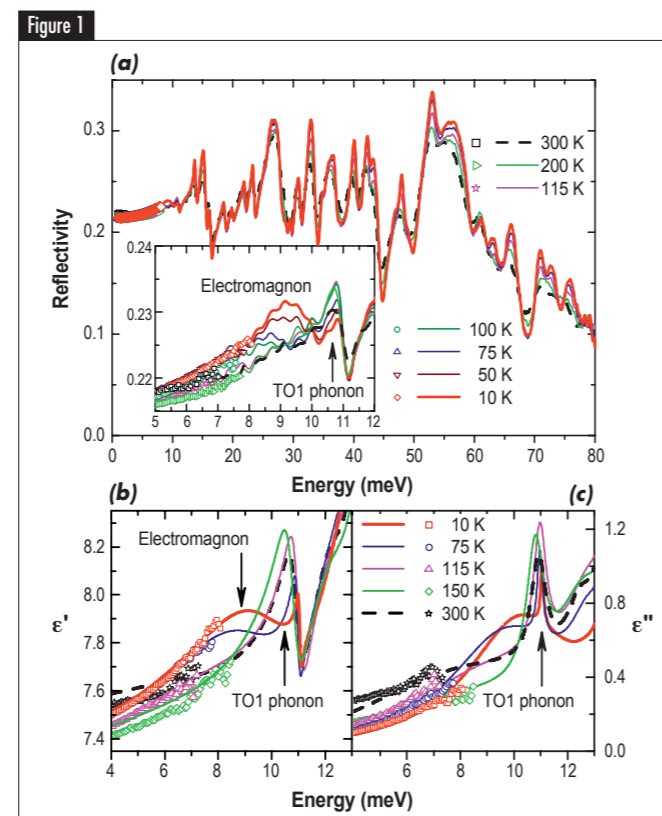 Figure 1
(a)
0.3
0.2
0.1
0.0
Reflectivity
300 K
200 K
115 K
0.24
0.23
0.22
Electromagnon
TO1 phonon
5 6 7 8 9 10 11 12
100 K
75 K
50 K
10 K
0 10 20 30 40 50 60 70 80
Energy (meV)
(b)
8.2
8.0
7.8
7.6
7.4
ε'
Electromagnon
TO1 phonon
4 6 8 10 12
Energy (meV)
(c)
10 K
75 K
115 K
150 K
300 K
TO1 phonon
1.2
0.8
0.4
0.0
ε''
4 6 8 10 12
Energy (meV)